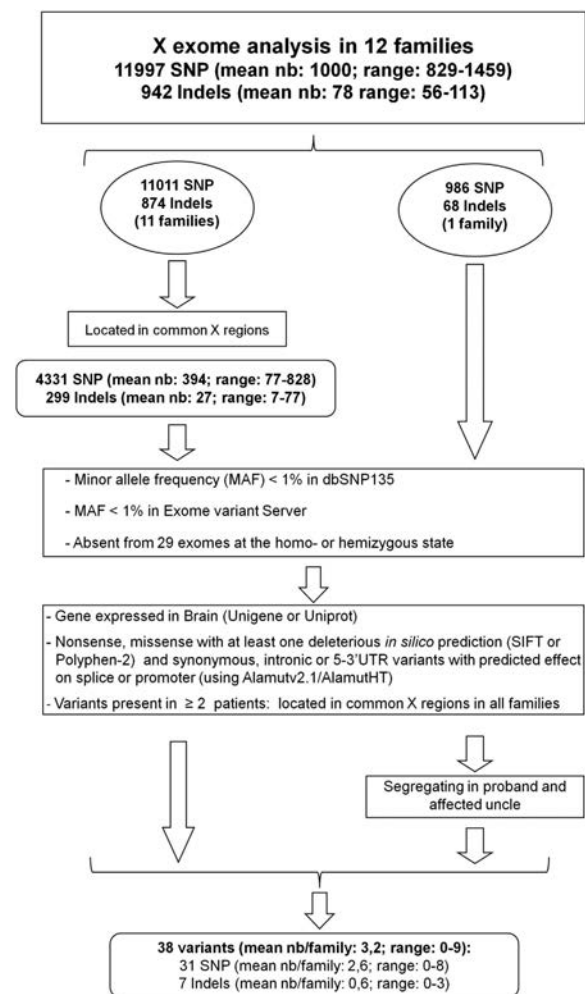 X exome analysis in 12 families
11997 SNP (mean nb: 1000; range: 829-1459)
942 Indels (mean nb: 78 range: 56-113)
11011 SNP
874 Indels
(11 families)
986 SNP
68 Indels
(1 family)
Located in common X regions
4331 SNP (mean nb: 394; range: 77-828)
299 Indels (mean nb: 27; range: 7-77)
- Minor allele frequency (MAF) < 1% in dbSNP135
- MAF < 1% in Exome variant Server
- Absent from 29 exomes at the homo- or hemizygous state
- Gene expressed in Brain (Unigene or Uniprot)
- Nonsense, missense with at least one deleterious in silico prediction (SIFT or
Polyphen-2) and synonymous, intronic or 5-3'UTR variants with predicted effect
on splice or promoter (using Alamutv2.1/AlamutHT)
- Variants present in ≥ 2 patients: located in common X regions in all families
Segregating in proband and
affected uncle
38 variants (mean nb/family: 3,2; range: 0-9):
31 SNP (mean nb/family: 2,6; range: 0-8)
7 Indels (mean nb/family: 0,6; range: 0-3)